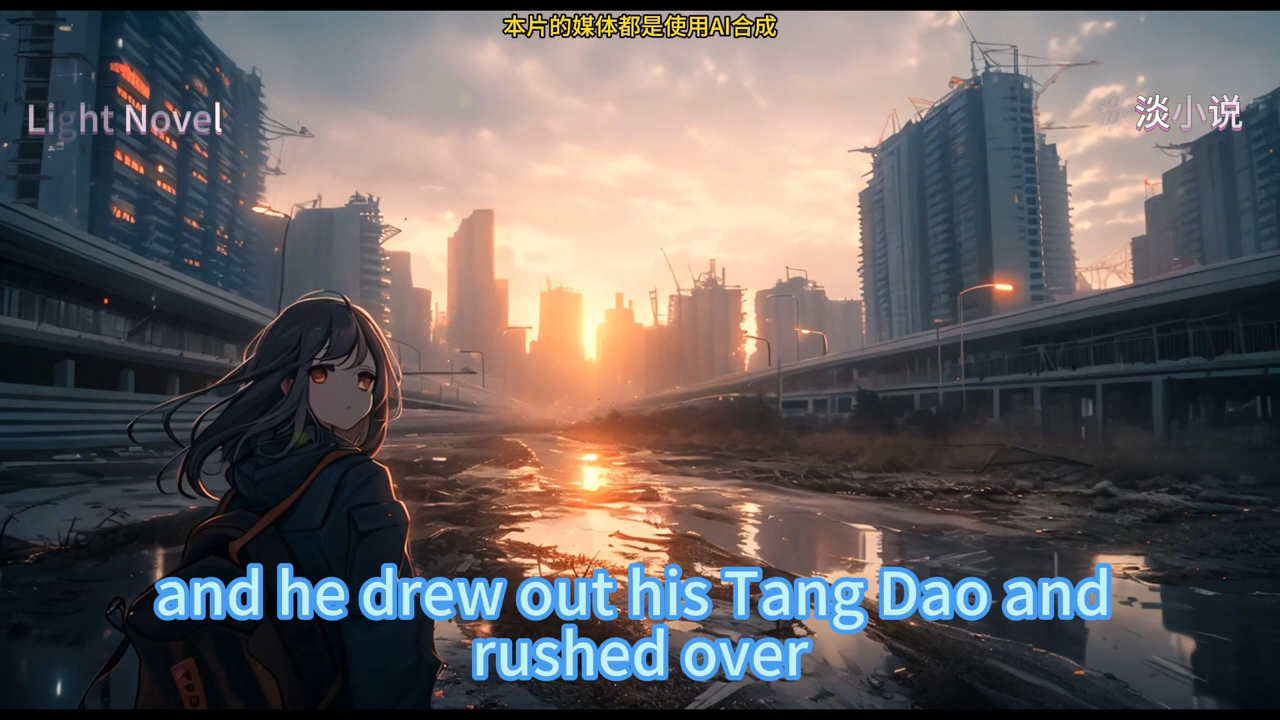 本片的媒体都是使用AI合成
Light Novel
淡小说
and he drew out his Tang Dao and
rushed over